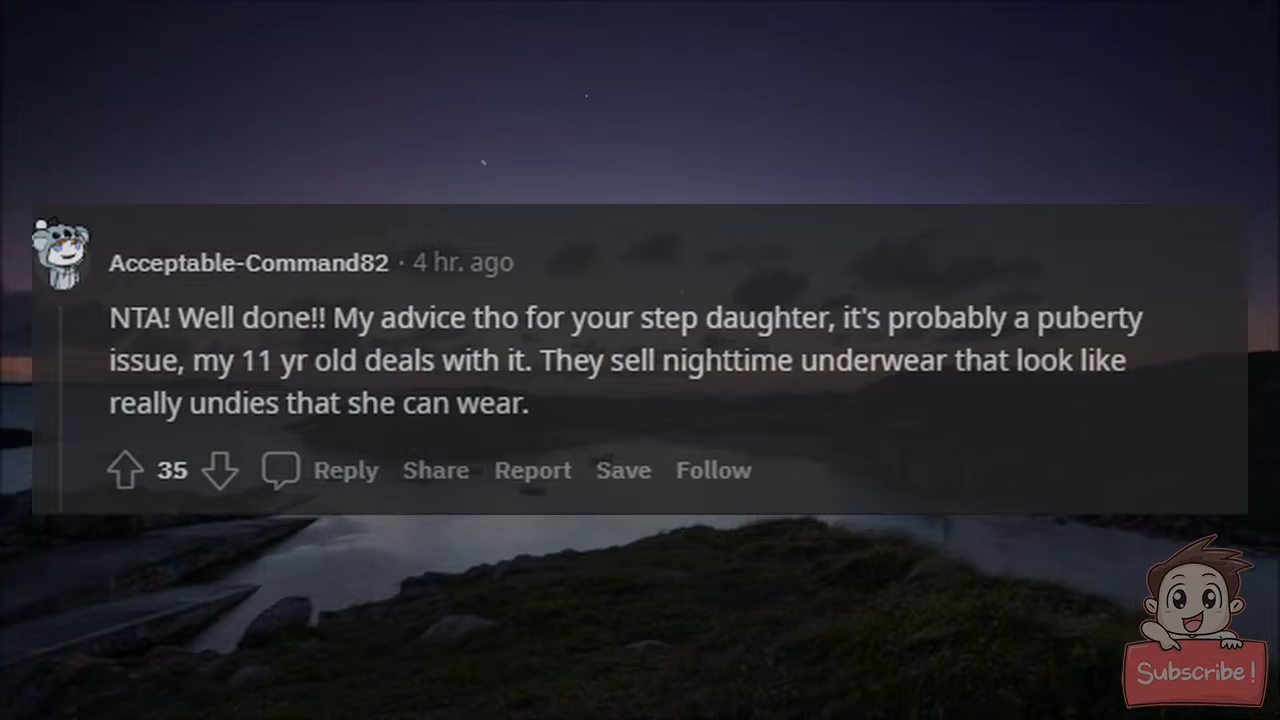 Acceptable-Command82 · 4 hr. ago
NTA! Well done!! My advice tho for your step daughter, it's probably a puberty
issue, my 11 yr old deals with it. They sell nighttime underwear that look like
really undies that she can wear.
35 Reply Share Report Save Follow
Subscribe!